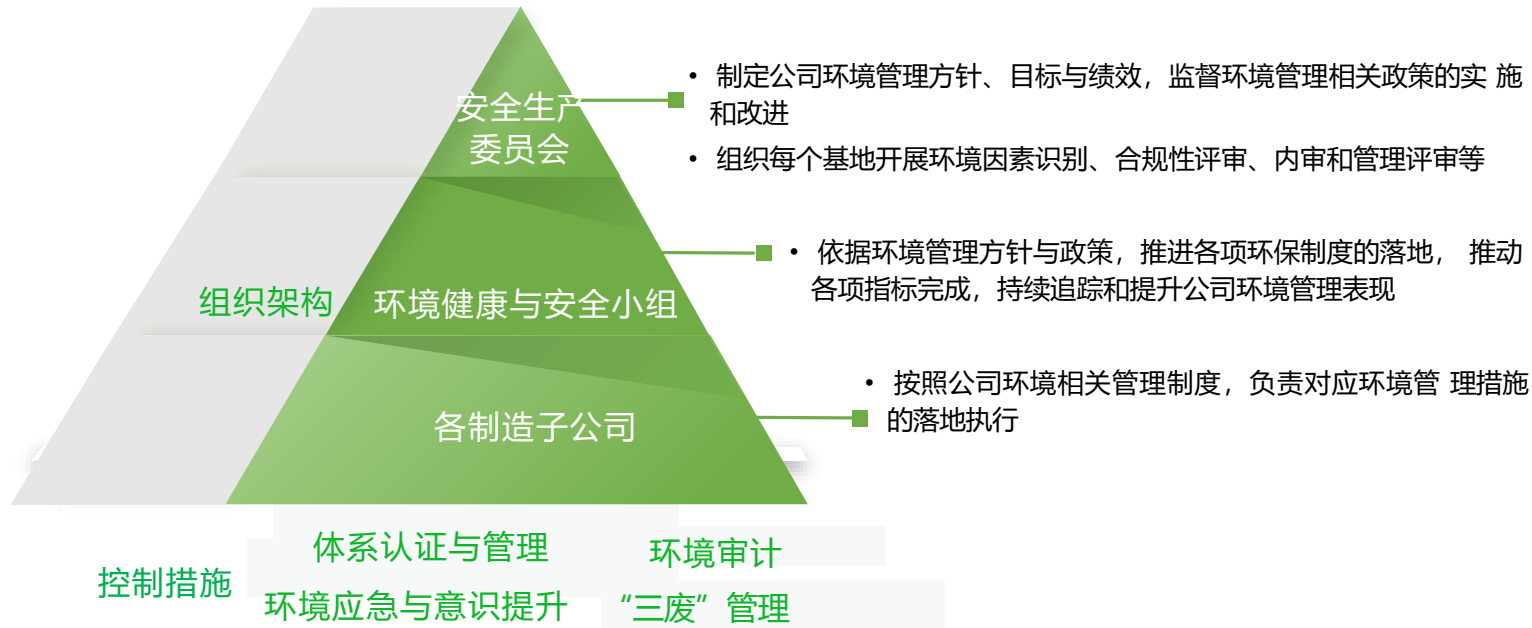 • 制定公司环境管理方针、目标与绩效，监督环境管理相关政策的实 施
和改进
• 组织每个基地开展环境因素识别、合规性评审、内审和管理评审等
安全生产
委员会
• 依据环境管理方针与政策，推进各项环保制度的落地， 推动
各项指标完成，持续追踪和提升公司环境管理表现
组织架构
环境健康与安全小组
• 按照公司环境相关管理制度，负责对应环境管 理措施
的落地执行
各制造子公司
控制措施
体系认证与管理
环境审计
环境应急与意识提升
“三废”管理